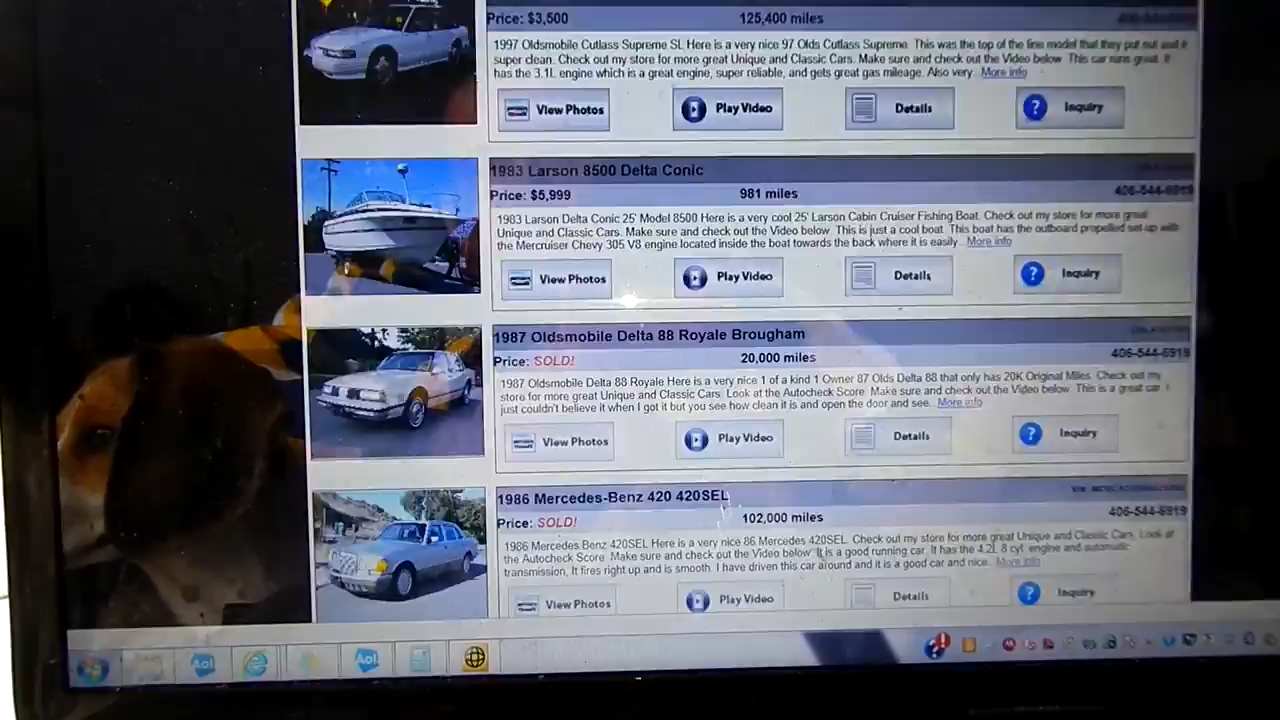 Price: $3,500 125,400 miles
1997 Oldsmobile Cutlass Supreme SL Here is a very nice 97 Olds Cutlass Supreme. This was the top of the line model that they put out and it
super clean. Check out my store for more great Unique and Classic Cars. Make sure and check out the Video below. This car runs great. It
has the 3.1L engine which is a great engine, super reliable, and gets great gas mileage. Also very.. More info
View Photos Play Video Details Inquiry
1983 Larson 8500 Delta Conic
Price: $5,999 981 miles 406-544-6919
1983 Larson Delta Conic 25' Model 8500 Here is a very cool 25' Larson Cabin Cruiser Fishing Boat. Check out my store for more great
Unique and Classic Cars. Make sure and check out the Video below. This is just a cool boat. This boat has the outboard propelled set up with
the Mercruiser Chevy 305 V8 engine located inside the boat towards the back where it is easily.. More info
View Photos Play Video Details Inquiry
1987 Oldsmobile Delta 88 Royale Brougham
Price: SOLD! 20,000 miles 406-544-6919
1987 Oldsmobile Delta 88 Royale Here is a very nice 1 of a kind 1 Owner 87 Olds Delta 88 that only has 20K Original Miles. Check out my
store for more great Unique and Classic Cars. Look at the Autocheck Score. Make sure and check out the Video below. This is a great car. I
just couldn't believe it when I got it but you see how clean it is and open the door and see... More info
View Photos Play Video Details Inquiry
1986 Mercedes-Benz 420 420SEL
Price: SOLD! 102,000 miles 406-544-6919
1986 Mercedes Benz 420SEL Here is a very nice 86 Mercedes 420SEL. Check out my store for more great Unique and Classic Cars. Look at
the Autocheck Score. Make sure and check out the Video below. It is a good running car. It has the 4.2L 8 cyl. engine and automatic
transmission. It fires right up and is smooth. I have driven this car around and it is a good car and nice... More info
View Photos Play Video Details Inquiry
Aol Aol